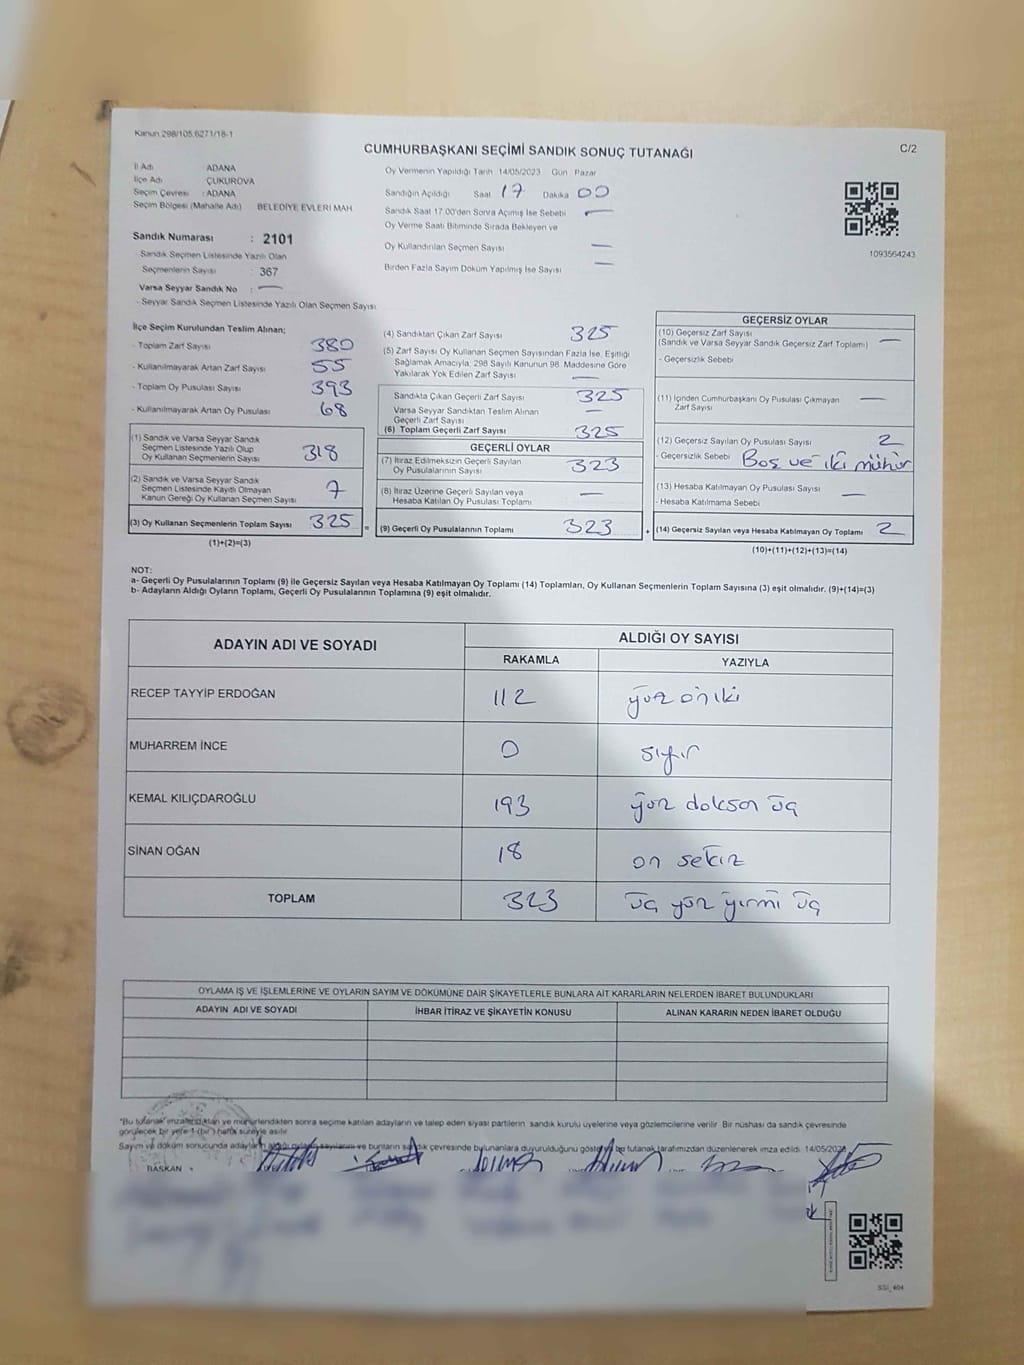 Kanun:298/105.6271/18-1
C/2
CUMHURBAŞKANI SEÇİMİ SANDIK SONUÇ TUTANAĞI
İl Adı ADANA
İlçe Adı ÇUKUROVA
Seçim Çevresi : ADANA
Seçim Bölgesi (Mahalle Adı) BELEDİYE EVLERİ MAH.
Sandık Numarası : 2101
- Sandık Seçmen Listesinde Yazılı Olan
Seçmenlerin Sayısı : 367
Varsa Seyyar Sandık No : —
- Seyyar Sandık Seçmen Listesinde Yazılı Olan Seçmen Sayısı
Oy Vermenin Yapıldığı Tarih 14/05/2023 Gün Pazar
Sandığın Açıldığı Saat 17 Dakika 00
Sandık Saat 17.00'den Sonra Açımış İse Sebebi —
Oy Verme Saati Bitiminde Sırada Bekleyen ve
Oy Kullandırılan Seçmen Sayısı —
Birden Fazla Sayım Döküm Yapılmış İse Sayısı —
1093564243
İlçe Seçim Kurulundan Teslim Alınan;
- Toplam Zarf Sayısı 380
- Kullanılmayarak Artan Zarf Sayısı 55
- Toplam Oy Pusulası Sayısı 393
- Kullanılmayarak Artan Oy Pusulası 68
(1) Sandık ve Varsa Seyyar Sandık
Seçmen Listesinde Yazılı Olup
Oy Kullanan Seçmenlerin Sayısı 318
(2) Sandık ve Varsa Seyyar Sandık
Seçmen Listesinde Kayıtlı Olmayan
Kanun Gereği Oy Kullanan Seçmen Sayısı 7
(3) Oy Kullanan Seçmenlerin Toplam Sayısı 325 =
(1)+(2)=(3)
(4) Sandıktan Çıkan Zarf Sayısı 325
(5) Zarf Sayısı Oy Kullanan Seçmen Sayısından Fazla İse, Eşitliği
Sağlamak Amacıyla, 298 Sayılı Kanunun 98. Maddesine Göre
Yakılarak Yok Edilen Zarf Sayısı —
Sandıkta Çıkan Geçerli Zarf Sayısı 325
Varsa Seyyar Sandıktan Teslim Alınan —
Geçerli Zarf Sayısı
(6) Toplam Geçerli Zarf Sayısı 325
GEÇERLİ OYLAR
(7) İtiraz Edilmeksizin Geçerli Sayılan
Oy Pusulalarının Sayısı 323
(8) İtiraz Üzerine Geçerli Sayılan veya
Hesaba Katılan Oy Pusulası Toplamı —
(9) Geçerli Oy Pusulalarının Toplamı 323 +
GEÇERSİZ OYLAR
(10) Geçersiz Zarf Sayısı
(Sandık ve Varsa Seyyar Sandık Geçersiz Zarf Toplamı) —
- Geçersizlik Sebebi
(11) İçinden Cumhurbaşkanı Oy Pusulası Çıkmayan
Zarf Sayısı —
(12) Geçersiz Sayılan Oy Pusulası Sayısı 2
- Geçersizlik Sebebi Boş ve iki mühür
(13) Hesaba Katılmayan Oy Pusulası Sayısı —
- Hesaba Katılmama Sebebi
(14) Geçersiz Sayılan veya Hesaba Katılmayan Oy Toplamı 2
(10)+(11)+(12)+(13)=(14)
NOT:
a- Geçerli Oy Pusulalarının Toplamı (9) ile Geçersiz Sayılan veya Hesaba Katılmayan Oy Toplamı (14) Toplamları, Oy Kullanan Seçmenlerin Toplam Sayısına (3) eşit olmalıdır. (9)+(14)=(3)
b- Adayların Aldığı Oyların Toplamı, Geçerli Oy Pusulalarının Toplamına (9) eşit olmalıdır.
ADAYIN ADI VE SOYADI ALDIĞI OY SAYISI
RAKAMLA YAZIYLA
RECEP TAYYİP ERDOĞAN 112 yüz oniki
MUHARREM İNCE 0 sıfır
KEMAL KILIÇDAROĞLU 193 yüz doksan üç
SİNAN OĞAN 18 on sekiz
TOPLAM 323 üç yüz yirmi üç
OYLAMA İŞ VE İŞLEMLERİNE VE OYLARIN SAYIM VE DÖKÜMÜNE DAİR ŞİKAYETLERLE BUNLARA AİT KARARLARIN NELERDEN İBARET BULUNDUKLARI
ADAYIN ADI VE SOYADI İHBAR İTİRAZ VE ŞİKAYETİN KONUSU ALINAN KARARIN NEDEN İBARET OLDUĞU
"Bu tutanak" imzalandıktan ve mühürlendikten sonra seçime katılan adayların ve talep eden siyasi partilerin sandık kurulu üyelerine veya gözlemcilerine verilir. Bir nüshası da sandık çevresinde
görülecek bir yere 1 (bir) hafta süreyle asılır.
Sayım ve döküm sonucunda adayların aldığı oyların sayılarını ve bunların sandık çevresinde bulunanlara duyurulduğunu gösterir bu tutanak tarafımızdan düzenlenerek imza edildi. 14/05/2023
BAŞKAN